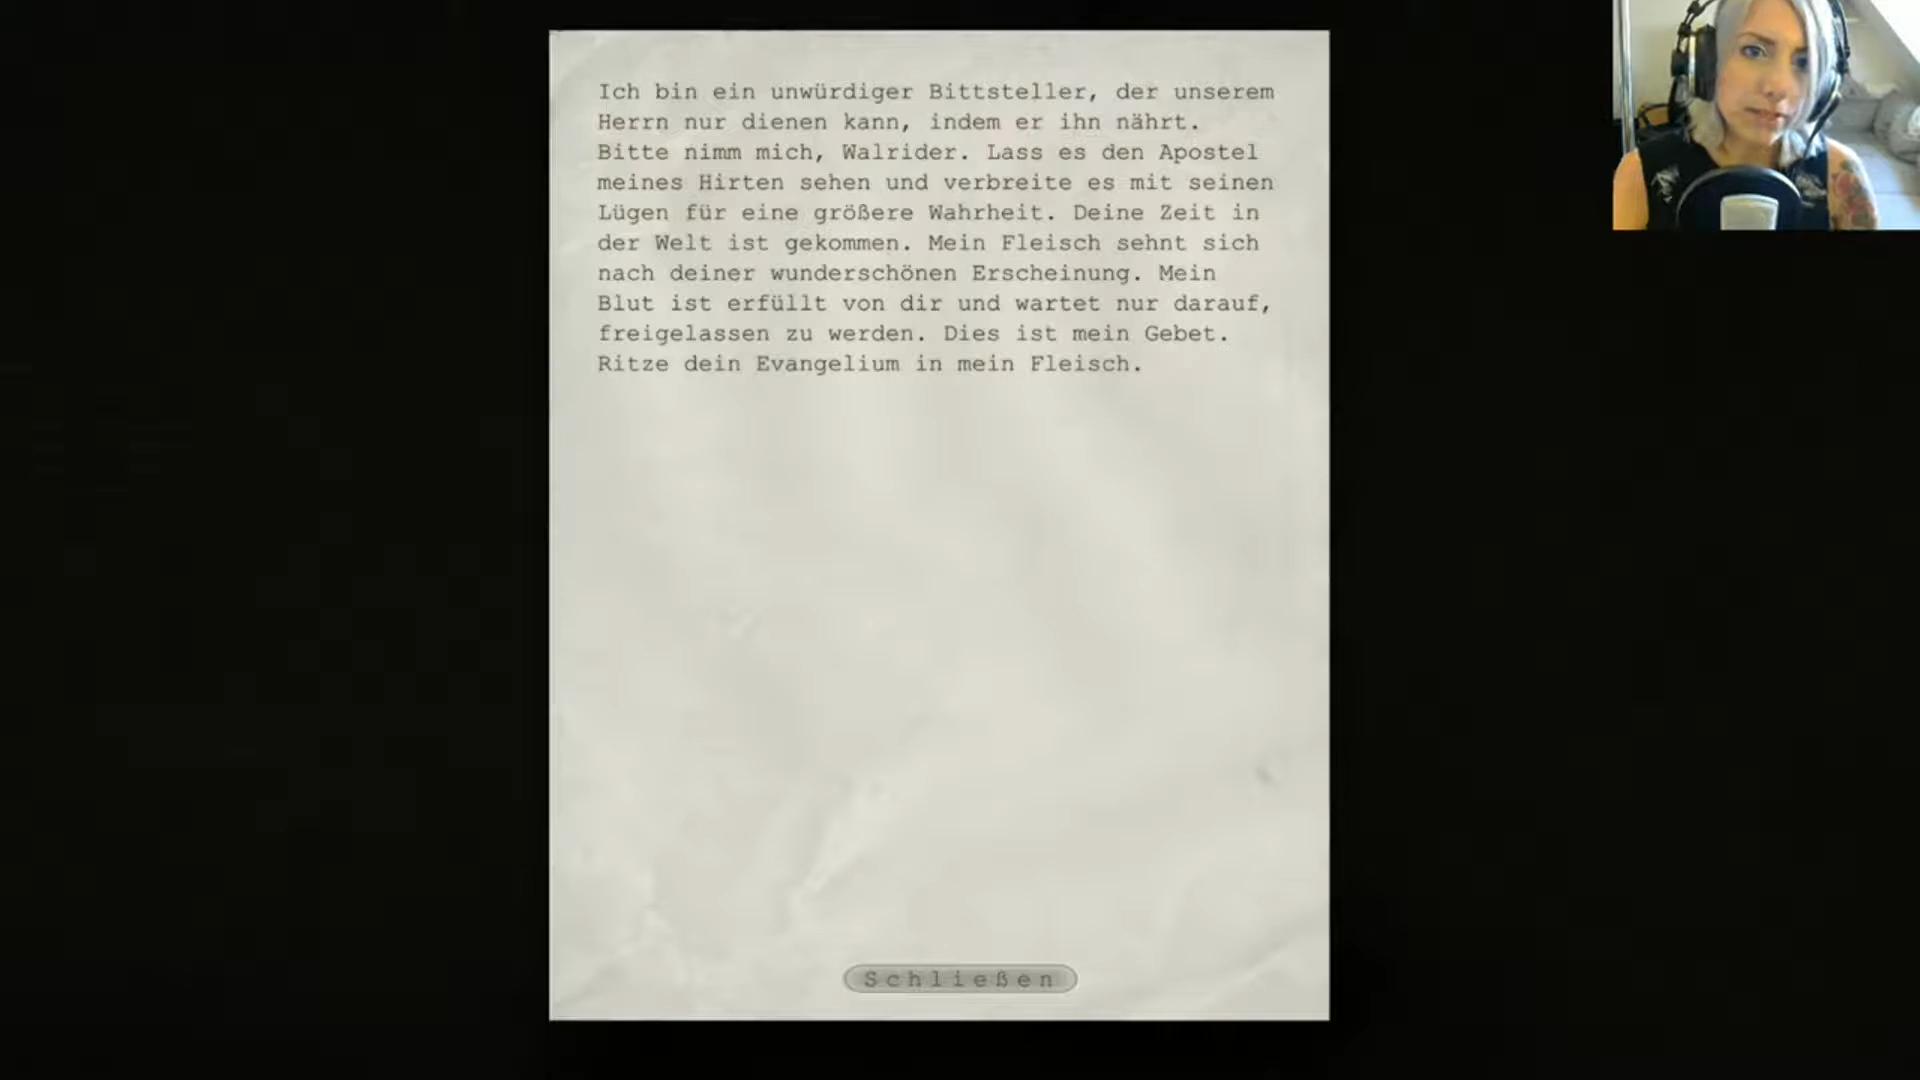 Ich bin ein unwürdiger Bittsteller, der unserem
Herrn nur dienen kann, indem er ihn nährt.
Bitte nimm mich, Walrider. Lass es den Apostel
meines Hirten sehen und verbreite es mit seinen
Lügen für eine größere Wahrheit. Deine Zeit in
der Welt ist gekommen. Mein Fleisch sehnt sich
nach deiner wunderschönen Erscheinung. Mein
Blut ist erfüllt von dir und wartet nur darauf,
freigelassen zu werden. Dies ist mein Gebet.
Ritze dein Evangelium in mein Fleisch.
Schließen